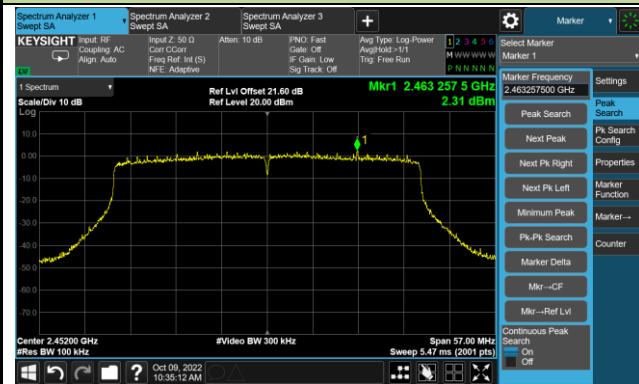 Spectrum Analyzer 1
Swept SA
Spectrum Analyzer 2
Swept SA
Spectrum Analyzer 3
Swept SA
+
Marker
KEYSIGHT
Input: RF
Coupling: AC
Align: Auto
Input Z: 50 Ω
Corr CCorr
Freq Ref: Int (S)
NFE: Adaptive
Atten: 10 dB
PNO: Fast
Gate: Off
IF Gain: Low
Sig Track: Off
Avg Type: Log-Power
Avg|Hold:>1/1
Trig: Free Run
1 2 3 4 5 6
M W W W W W
P N N N N N
LXI
Select Marker
Marker 1
1 Spectrum
Scale/Div 10 dB
Log
Ref Lvl Offset 21.60 dB
Ref Level 20.00 dBm
Mkr1 2.463 257 5 GHz
2.31 dBm
Marker Frequency
2.463257500 GHz
Peak Search
Next Peak
Next Pk Right
Next Pk Left
Minimum Peak
Pk-Pk Search
Marker Delta
Mkr→CF
Mkr→Ref Lvl
Continuous Peak
Search
On
Off
Settings
Peak
Search
Pk Search
Config
Properties
Marker
Function
Marker→
Counter
10.0
0.00
-10.0
-20.0
-30.0
-40.0
-50.0
-60.0
-70.0
1
Center 2.45200 GHz
#Res BW 100 kHz
#Video BW 300 kHz
Span 57.00 MHz
Sweep 5.47 ms (2001 pts)
?
Oct 09, 2022
10:35:12 AM